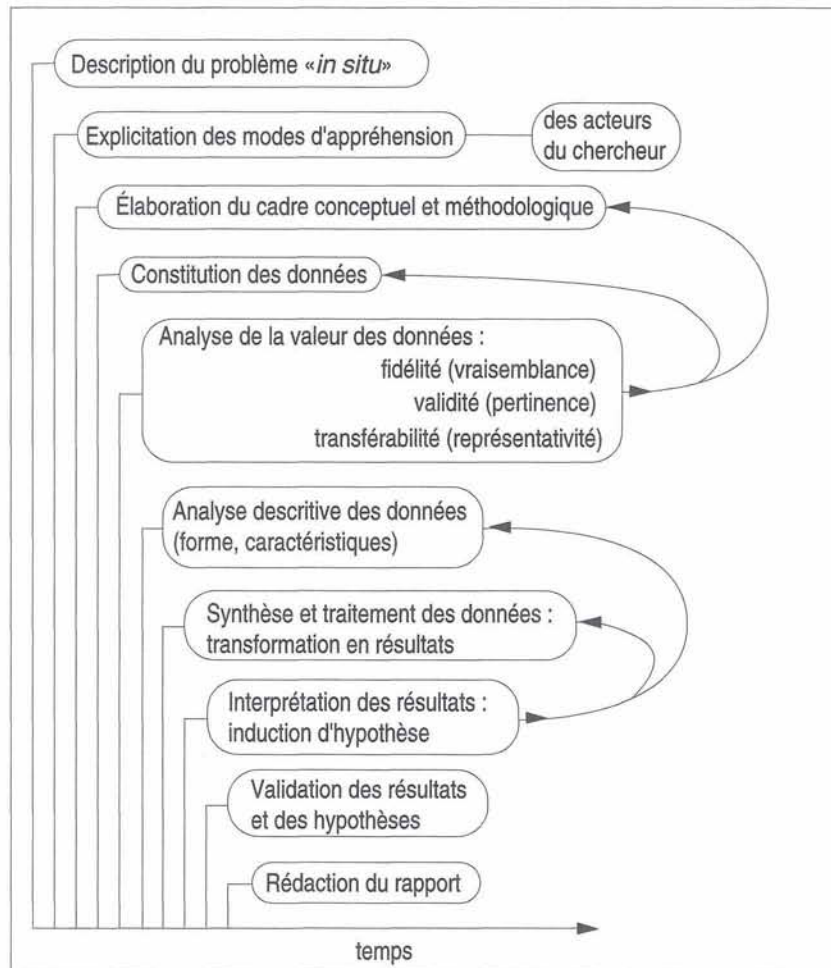 Description du problème «in situ»
Explicitation des modes d'appréhension
des acteurs
du chercheur
Élaboration du cadre conceptuel et méthodologique
Constitution des données
Analyse de la valeur des données :
fidélité (vraisemblance)
validité (pertinence)
transférabilité (représentativité)
Analyse descritive des données
(forme, caractéristiques)
Synthèse et traitement des données :
transformation en résultats
Interprétation des résultats :
induction d'hypothèse
Validation des résultats
et des hypothèses
Rédaction du rapport
temps